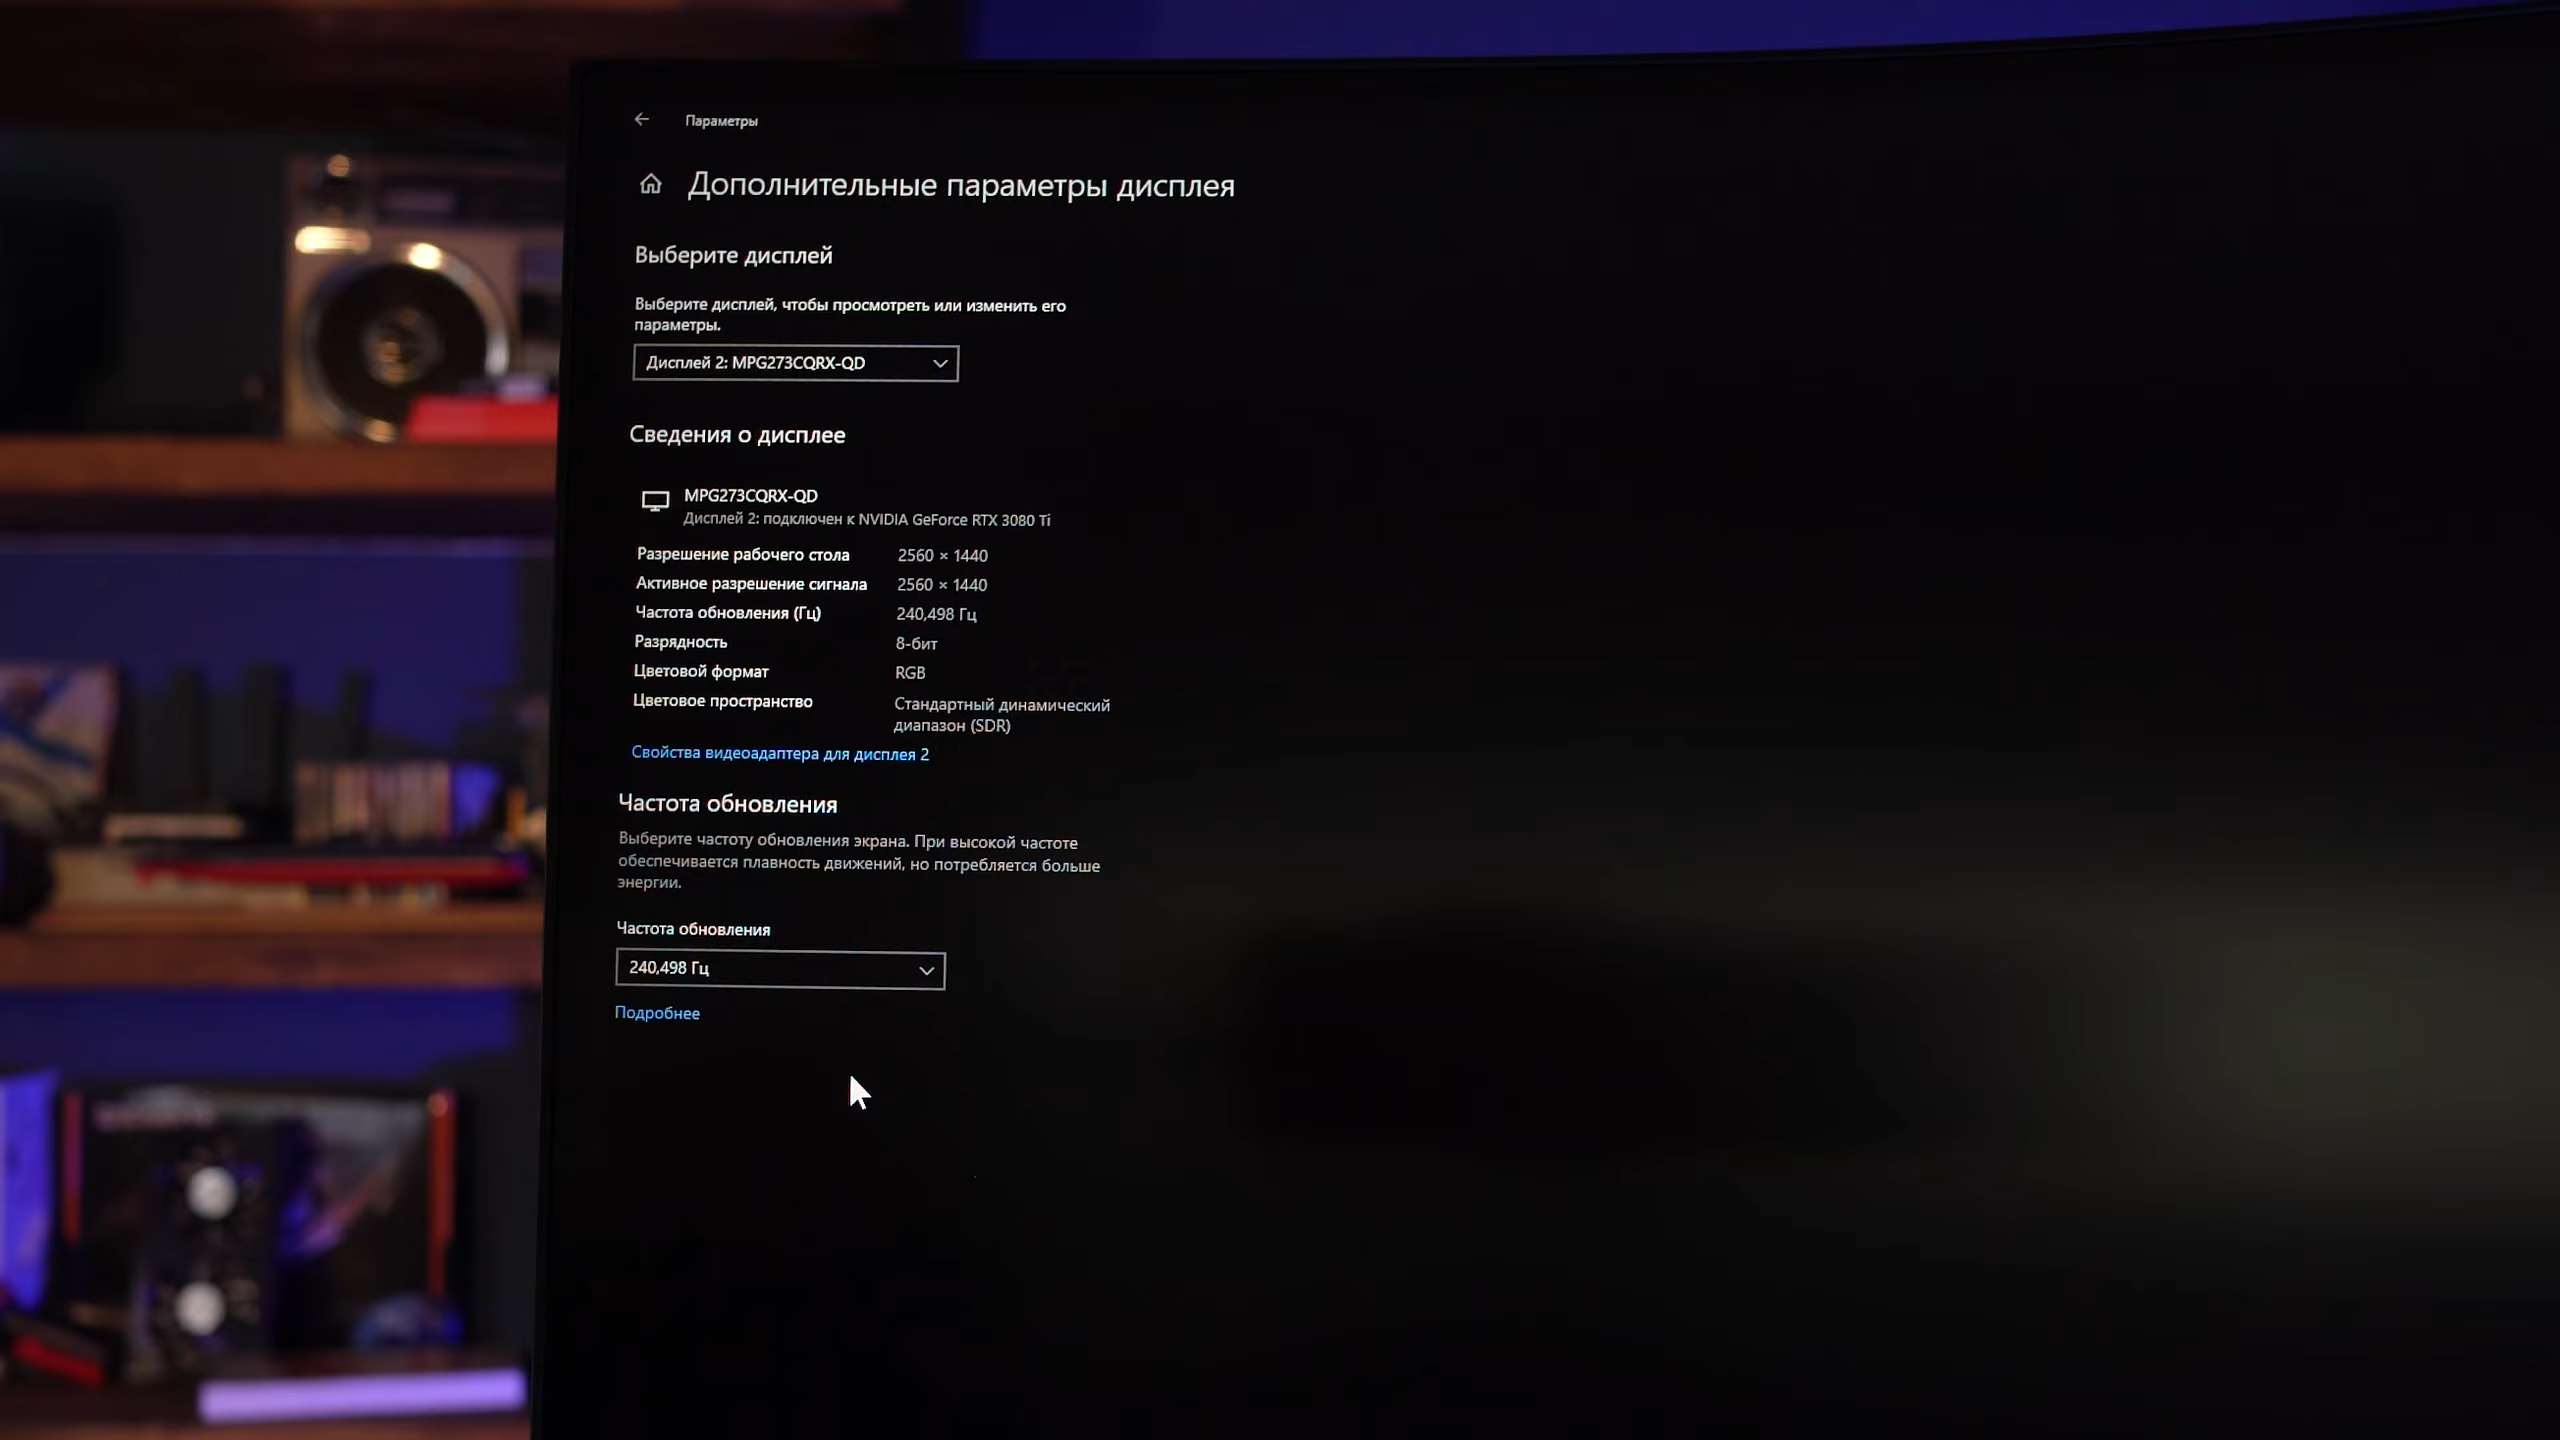 Параметры
Дополнительные параметры дисплея
Выберите дисплей
Выберите дисплей, чтобы просмотреть или изменить его
параметры.
Дисплей 2: MPG273CQRX-QD
Сведения о дисплее
MPG273CQRX-QD
Дисплей 2: подключен к NVIDIA GeForce RTX 3080 Ti
Разрешение рабочего стола 2560 × 1440
Активное разрешение сигнала 2560 × 1440
Частота обновления (Гц) 240,498 Гц
Разрядность 8-бит
Цветовой формат RGB
Цветовое пространство Стандартный динамический
диапазон (SDR)
Свойства видеоадаптера для дисплея 2
Частота обновления
Выберите частоту обновления экрана. При высокой частоте
обеспечивается плавность движений, но потребляется больше
энергии.
Частота обновления
240,498 Гц
Подробнее